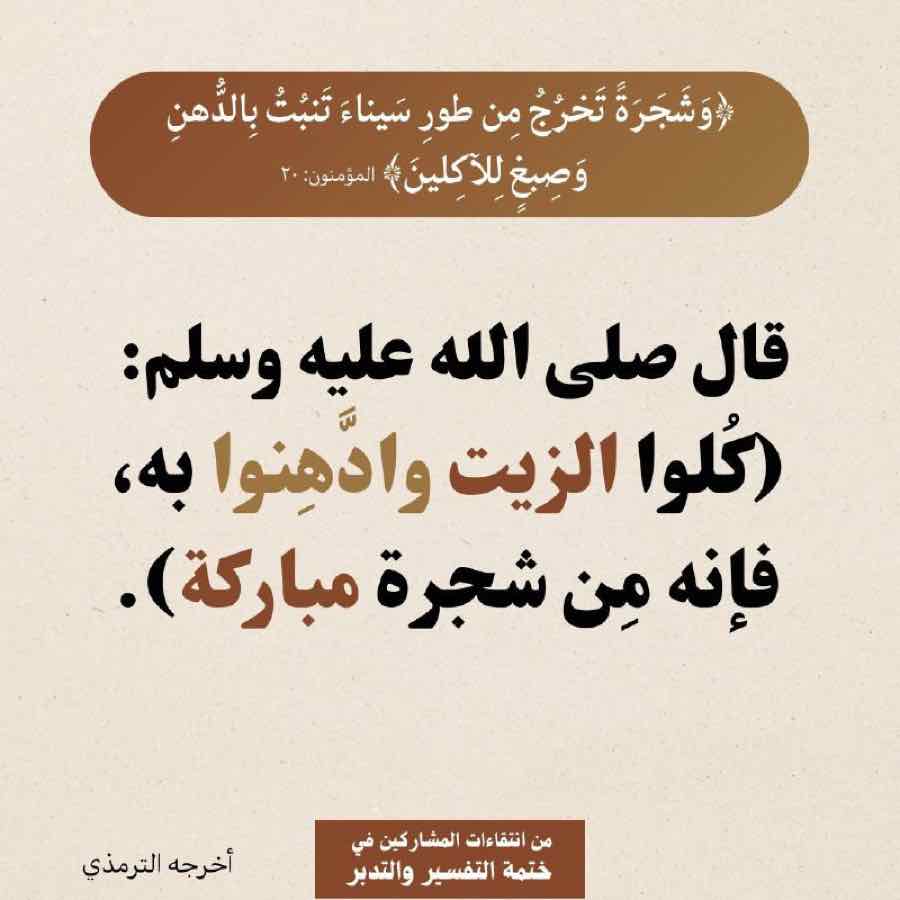 ﴿وَشَجَرَةً تَخرُجُ مِن طورِ سَيناءَ تَنبُتُ بِالدُّهنِ
وَصِبغٍ لِلآكِلينَ﴾ المؤمنون: ٢٠
قال صلى الله عليه وسلم:
(كُلوا الزيت وادَّهِنوا به،
فإنه مِن شجرة مباركة).
من انتقاءات المشاركين في
ختمة التفسير والتدبر
أخرجه الترمذي